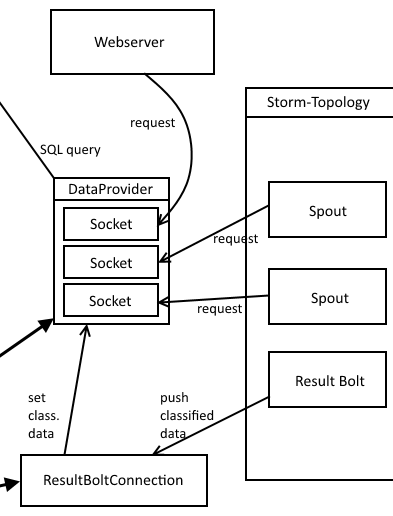 Webserver
Storm-Topology
request
SQL query
DataProvider
Socket
Spout
request
Socket
Socket
Spout
request
Result Bolt
set
class.
data
push
classified
data
ResultBoltConnection